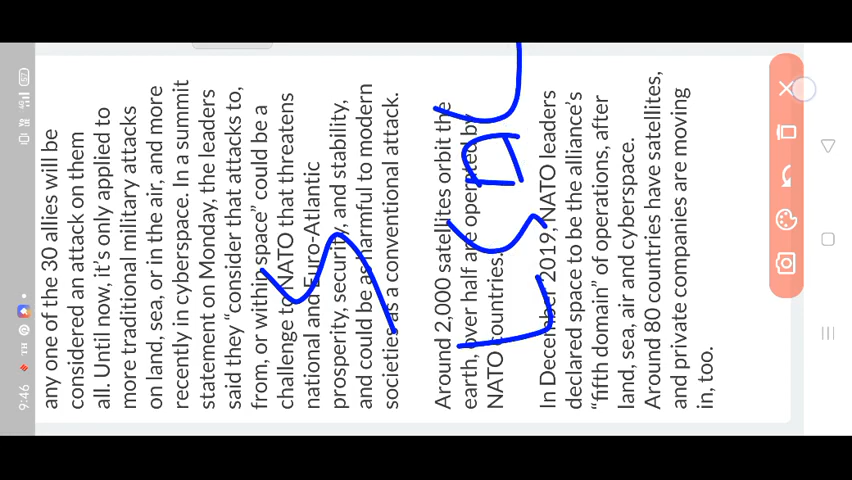 9:46
any one of the 30 allies will be
considered an attack on them
all. Until now, it's only applied to
more traditional military attacks
on land, sea, or in the air, and more
recently in cyberspace. In a summit
statement on Monday, the leaders
said they “consider that attacks to,
from, or within space” could be a
challenge to NATO that threatens
national and Euro-Atlantic
prosperity, security, and stability,
and could be as harmful to modern
societies as a conventional attack.
Around 2,000 satellites orbit the
earth, over half are operated by
NATO countries.
In December 2019, NATO leaders
declared space to be the alliance’s
“fifth domain” of operations, after
land, sea, air and cyberspace.
Around 80 countries have satellites,
and private companies are moving
in, too.